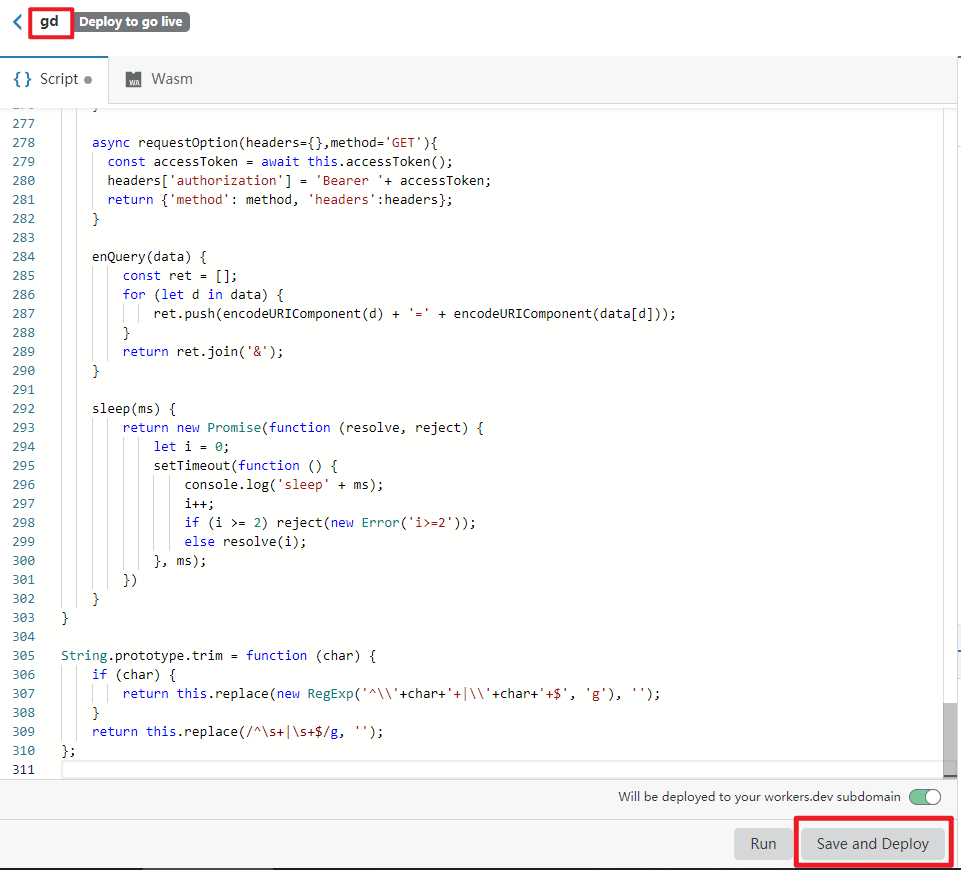 gd Deploy to go live
{} Script
WA Wasm
}
277
278 async requestOption(headers={},method='GET'){
279 const accessToken = await this.accessToken();
280 headers['authorization'] = 'Bearer '+ accessToken;
281 return {'method': method, 'headers':headers};
282 }
283
284 enQuery(data) {
285 const ret = [];
286 for (let d in data) {
287 ret.push(encodeURIComponent(d) + '=' + encodeURIComponent(data[d]));
288 }
289 return ret.join('&');
290 }
291
292 sleep(ms) {
293 return new Promise(function (resolve, reject) {
294 let i = 0;
295 setTimeout(function () {
296 console.log('sleep' + ms);
297 i++;
298 if (i >= 2) reject(new Error('i>=2'));
299 else resolve(i);
300 }, ms);
301 })
302 }
303 }
304
305 String.prototype.trim = function (char) {
306 if (char) {
307 return this.replace(new RegExp('^\\'+char+'+|\\'+char+'+$', 'g'), '');
308 }
309 return this.replace(/^\s+|\s+$/g, '');
310 };
311
Will be deployed to your workers.dev subdomain
Run Save and Deploy